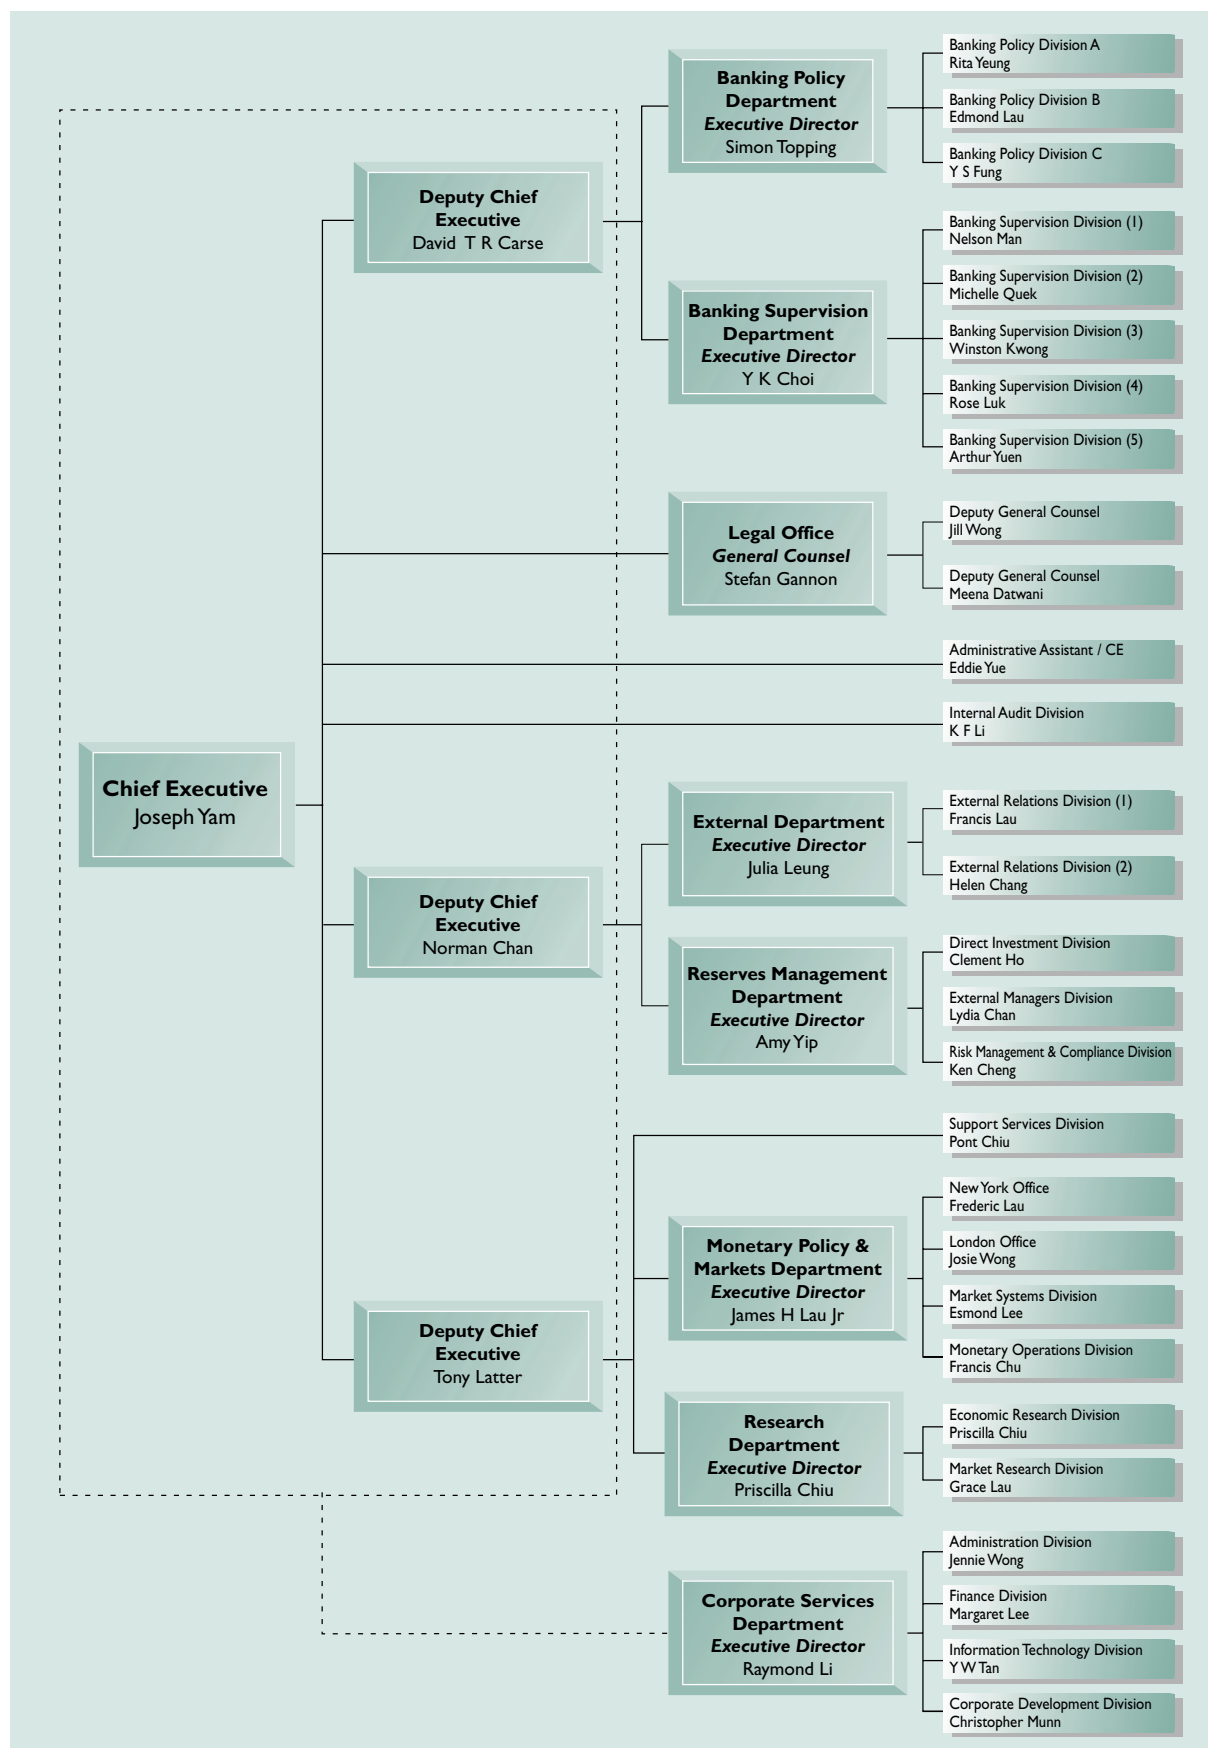 Chief Executive
Joseph Yam
Deputy Chief
Executive
David T R Carse
Banking Policy
Department
Executive Director
Simon Topping
Banking Policy Division A
Rita Yeung
Banking Policy Division B
Edmond Lau
Banking Policy Division C
Y S Fung
Banking Supervision
Department
Executive Director
Y K Choi
Banking Supervision Division (1)
Nelson Man
Banking Supervision Division (2)
Michelle Quek
Banking Supervision Division (3)
Winston Kwong
Banking Supervision Division (4)
Rose Luk
Banking Supervision Division (5)
Arthur Yuen
Legal Office
General Counsel
Stefan Gannon
Deputy General Counsel
Jill Wong
Deputy General Counsel
Meena Datwani
Administrative Assistant / CE
Eddie Yue
Internal Audit Division
K F Li
Deputy Chief
Executive
Norman Chan
External Department
Executive Director
Julia Leung
External Relations Division (1)
Francis Lau
External Relations Division (2)
Helen Chang
Reserves Management
Department
Executive Director
Amy Yip
Direct Investment Division
Clement Ho
External Managers Division
Lydia Chan
Risk Management & Compliance Division
Ken Cheng
Deputy Chief
Executive
Tony Latter
Support Services Division
Pont Chiu
Monetary Policy &
Markets Department
Executive Director
James H Lau Jr
New York Office
Frederic Lau
London Office
Josie Wong
Market Systems Division
Esmond Lee
Monetary Operations Division
Francis Chu
Research
Department
Executive Director
Priscilla Chiu
Economic Research Division
Priscilla Chiu
Market Research Division
Grace Lau
Corporate Services
Department
Executive Director
Raymond Li
Administration Division
Jennie Wong
Finance Division
Margaret Lee
Information Technology Division
Y W Tan
Corporate Development Division
Christopher Munn